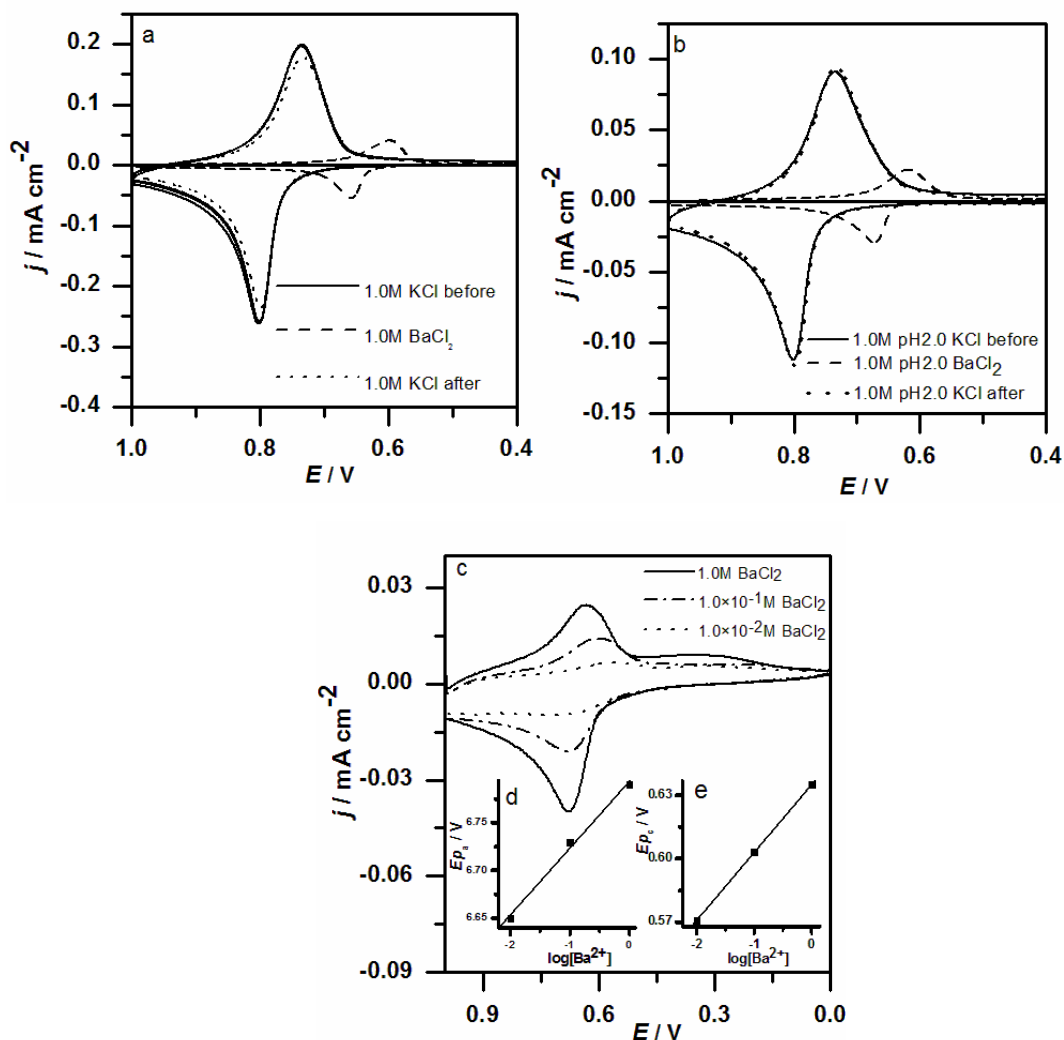 a
0.2
0.1
0.0
-0.1
-0.2
-0.3
-0.4
j / mA cm-2
1.0M KCl before
1.0M BaCl2
1.0M KCl after
1.0 0.8 0.6 0.4
E / V
b
0.10
0.05
0.00
-0.05
-0.10
-0.15
j / mA cm-2
1.0M pH2.0 KCl before
1.0M pH2.0 BaCl2
1.0M pH2.0 KCl after
1.0 0.8 0.6 0.4
E / V
c
0.03
0.00
-0.03
-0.06
-0.09
j / mA cm-2
1.0M BaCl2
1.0×10-1M BaCl2
1.0×10-2M BaCl2
d
6.75
6.70
6.65
Epa / V
-2 -1 0
log[Ba2+]
e
0.63
0.60
0.57
Epc / V
-2 -1 0
log[Ba2+]
0.9 0.6 0.3 0.0
E / V